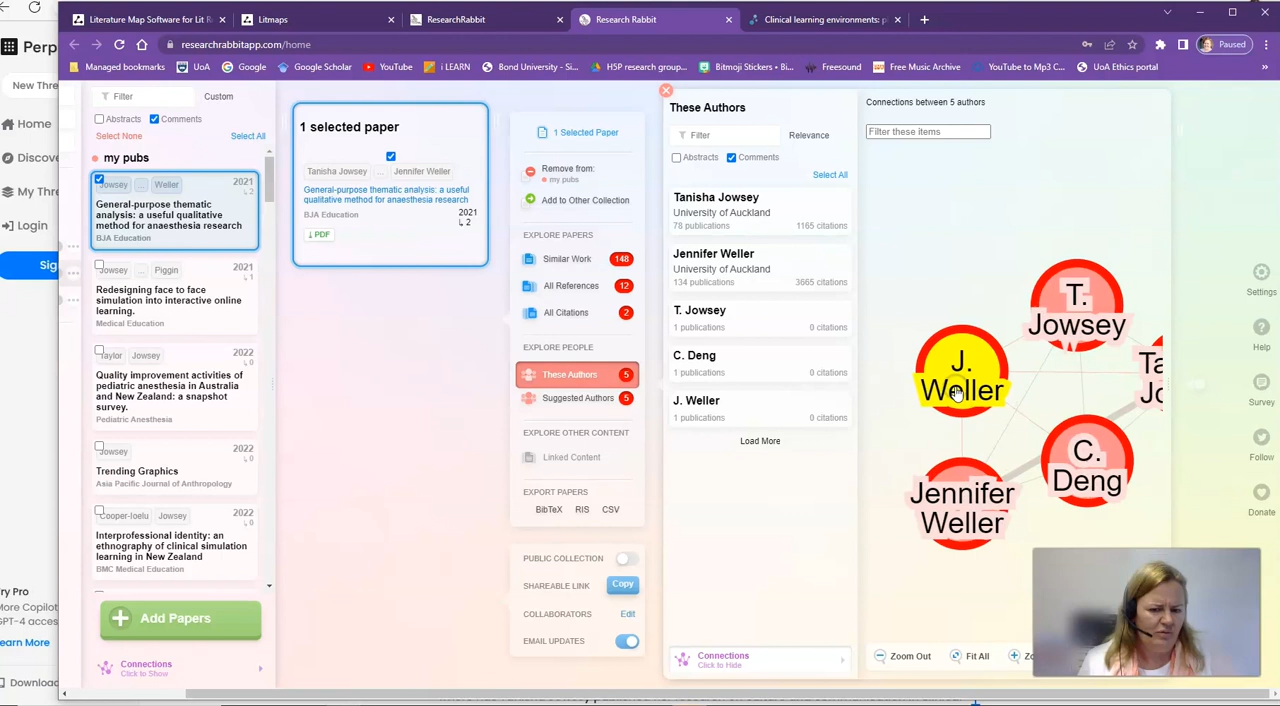 Literature Map Software for Lit R
Litmaps
ResearchRabbit
Research Rabbit
Clinical learning environments: p
researchrabbitapp.com/home
Paused
Managed bookmarks
UoA
Google
Google Scholar
YouTube
i LEARN
Bond University - Si...
H5P research group...
Bitmoji Stickers • Bi...
Freesound
Free Music Archive
YouTube to Mp3 C...
UoA Ethics portal
Perp
New Thre
Home
Discov
My Thre
Login
Sig
ry Pro
ore Copilot
PT-4 acces
earn More
Download
Filter
Custom
Abstracts
Comments
Select None
Select All
my pubs
Jowsey
...
Weller
2021
2
General-purpose thematic
analysis: a useful qualitative
method for anaesthesia research
BJA Education
Jowsey
...
Piggin
2021
1
Redesigning face to face
simulation into interactive online
learning.
Medical Education
Taylor
Jowsey
2022
0
Quality improvement activities of
pediatric anesthesia in Australia
and New Zealand: a snapshot
survey.
Pediatric Anesthesia
Jowsey
2022
0
Trending Graphics
Asia Pacific Journal of Anthropology
Cooper-Ioelu
Jowsey
2022
0
Interprofessional identity: an
ethnography of clinical simulation
learning in New Zealand
BMC Medical Education
Add Papers
Connections
Click to Show
1 selected paper
Tanisha Jowsey
...
Jennifer Weller
General-purpose thematic analysis: a useful
qualitative method for anaesthesia research
BJA Education
2021
2
PDF
1 Selected Paper
Remove from:
my pubs
Add to Other Collection
EXPLORE PAPERS
Similar Work
148
All References
12
All Citations
2
EXPLORE PEOPLE
These Authors
5
Suggested Authors
5
EXPLORE OTHER CONTENT
Linked Content
EXPORT PAPERS
BibTeX
RIS
CSV
PUBLIC COLLECTION
SHAREABLE LINK
Copy
COLLABORATORS
Edit
EMAIL UPDATES
These Authors
Filter
Relevance
Abstracts
Comments
Select All
Tanisha Jowsey
University of Auckland
78 publications
1165 citations
Jennifer Weller
University of Auckland
134 publications
3665 citations
T. Jowsey
1 publications
0 citations
C. Deng
1 publications
0 citations
J. Weller
1 publications
0 citations
Load More
Connections
Click to Hide
Connections between 5 authors
Filter these items
T.
Jowsey
J.
Weller
Ta
Jo
C.
Deng
Jennifer
Weller
Zoom Out
Fit All
Zo
Settings
Help
Survey
Follow
Donate